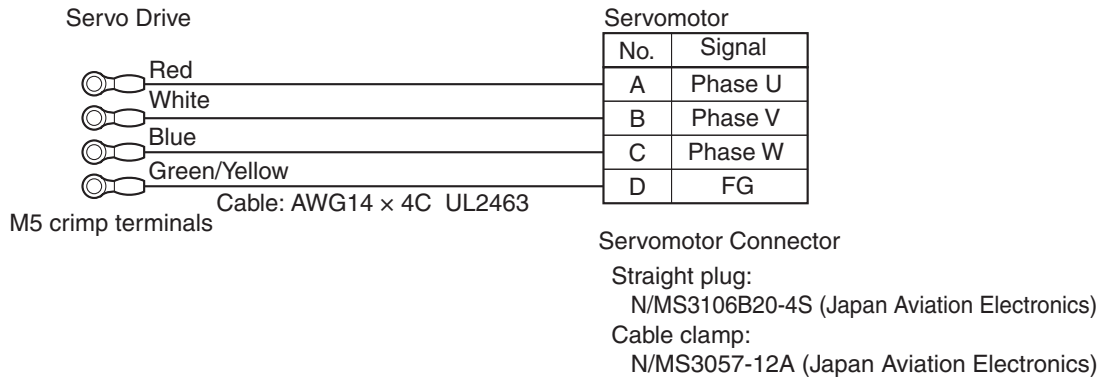 Servo Drive
Servomotor
No. Signal
Red
A Phase U
White
B Phase V
Blue
C Phase W
Green/Yellow
D FG
Cable: AWG14 × 4C UL2463
M5 crimp terminals
Servomotor Connector
Straight plug:
N/MS3106B20-4S (Japan Aviation Electronics)
Cable clamp:
N/MS3057-12A (Japan Aviation Electronics)